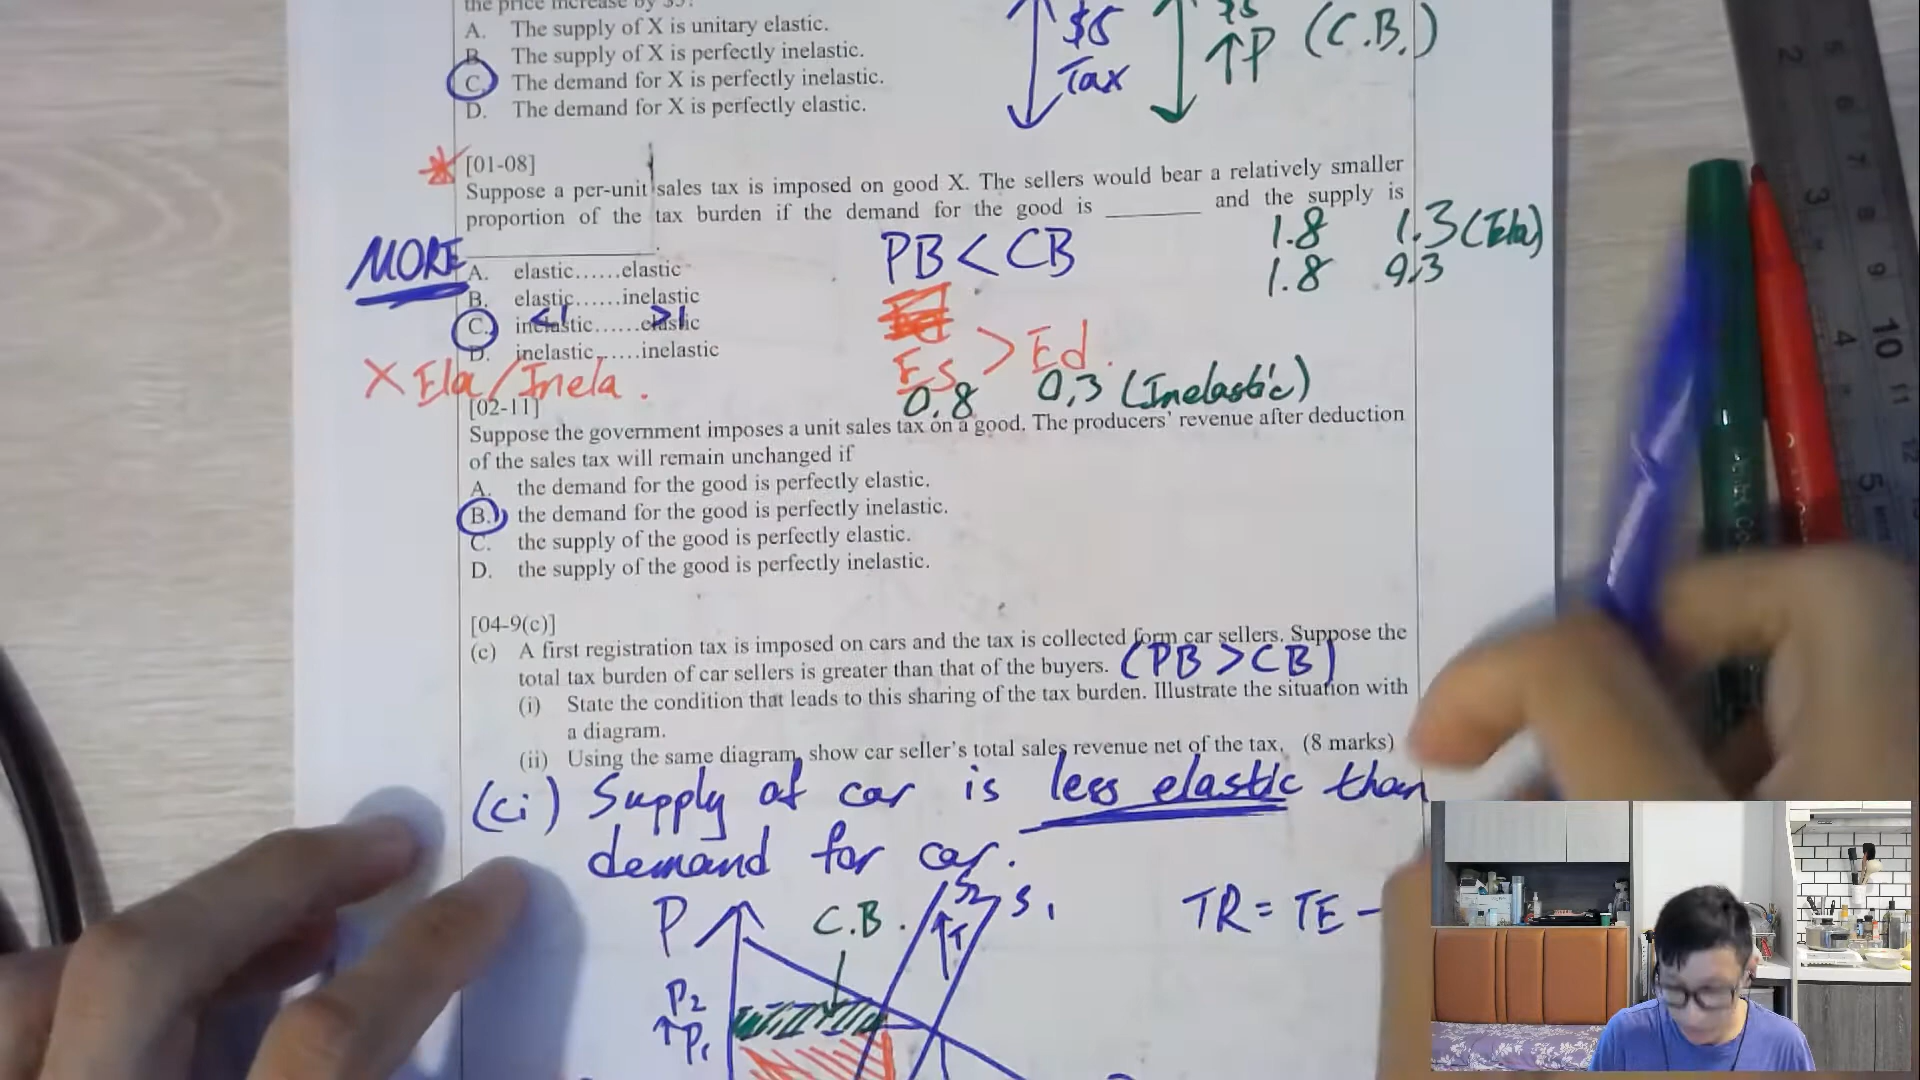 A. The supply of X is unitary elastic.
B. The supply of X is perfectly inelastic.
C. The demand for X is perfectly inelastic.
D. The demand for X is perfectly elastic.
$5
Tax
↑P (C.B.)
[01-08]
Suppose a per-unit sales tax is imposed on good X. The sellers would bear a relatively smaller
proportion of the tax burden if the demand for the good is ________ and the supply is
________.
1.8 1.3 (Ela)
1.8 9.3
MORE
PB < CB
A. elastic......elastic
B. elastic......inelastic
<1 >1
C. inelastic......elastic
D. inelastic......inelastic
X Ela/Inela.
Es > Ed.
0.8 0.3 (Inelastic)
[02-11]
Suppose the government imposes a unit sales tax on a good. The producers' revenue after deduction
of the sales tax will remain unchanged if
A. the demand for the good is perfectly elastic.
B. the demand for the good is perfectly inelastic.
C. the supply of the good is perfectly elastic.
D. the supply of the good is perfectly inelastic.
[04-9(c)]
(c) A first registration tax is imposed on cars and the tax is collected form car sellers. Suppose the
total tax burden of car sellers is greater than that of the buyers. (PB > CB)
(i) State the condition that leads to this sharing of the tax burden. Illustrate the situation with
a diagram.
(ii) Using the same diagram, show car seller's total sales revenue net of the tax. (8 marks)
(ci) Supply of car is less elastic than
demand for car.
P C.B. S2 S1
↑T
TR = TE -
P2
↑P1